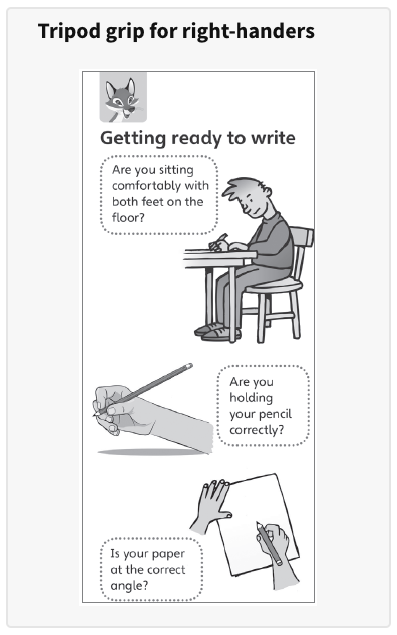 Tripod grip for right-handers
Getting ready to write
Are you sitting
comfortably with
both feet on the
floor?
Are you
holding
your pencil
correctly?
Is your paper
at the correct
angle?